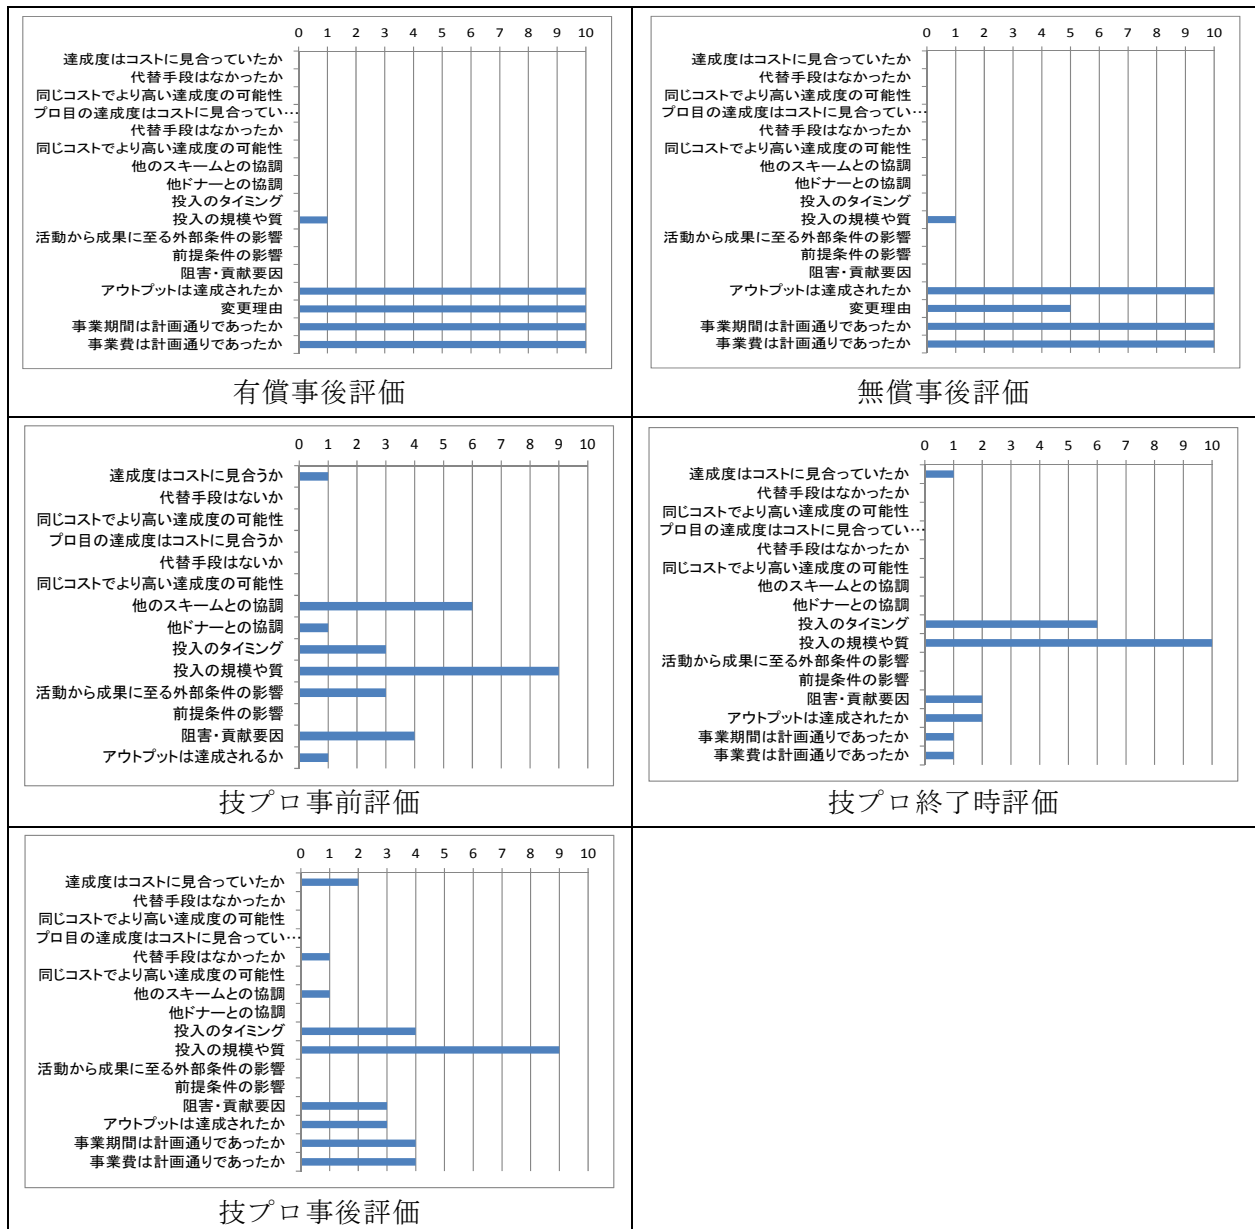 0 1 2 3 4 5 6 7 8 9 10
達成度はコストに見合っていたか
代替手段はなかったか
同じコストでより高い達成度の可能性
プロ目の達成度はコストに見合ってい…
代替手段はなかったか
同じコストでより高い達成度の可能性
他のスキームとの協調
他ドナーとの協調
投入のタイミング
投入の規模や質
活動から成果に至る外部条件の影響
前提条件の影響
阻害・貢献要因
アウトプットは達成されたか
変更理由
事業期間は計画通りであったか
事業費は計画通りであったか
有償事後評価
0 1 2 3 4 5 6 7 8 9 10
達成度はコストに見合っていたか
代替手段はなかったか
同じコストでより高い達成度の可能性
プロ目の達成度はコストに見合ってい…
代替手段はなかったか
同じコストでより高い達成度の可能性
他のスキームとの協調
他ドナーとの協調
投入のタイミング
投入の規模や質
活動から成果に至る外部条件の影響
前提条件の影響
阻害・貢献要因
アウトプットは達成されたか
変更理由
事業期間は計画通りであったか
事業費は計画通りであったか
無償事後評価
0 1 2 3 4 5 6 7 8 9 10
達成度はコストに見合うか
代替手段はないか
同じコストでより高い達成度の可能性
プロ目の達成度はコストに見合うか
代替手段はないか
同じコストでより高い達成度の可能性
他のスキームとの協調
他ドナーとの協調
投入のタイミング
投入の規模や質
活動から成果に至る外部条件の影響
前提条件の影響
阻害・貢献要因
アウトプットは達成されるか
技プロ事前評価
0 1 2 3 4 5 6 7 8 9 10
達成度はコストに見合っていたか
代替手段はなかったか
同じコストでより高い達成度の可能性
プロ目の達成度はコストに見合ってい…
代替手段はなかったか
同じコストでより高い達成度の可能性
他のスキームとの協調
他ドナーとの協調
投入のタイミング
投入の規模や質
活動から成果に至る外部条件の影響
前提条件の影響
阻害・貢献要因
アウトプットは達成されたか
事業期間は計画通りであったか
事業費は計画通りであったか
技プロ終了時評価
0 1 2 3 4 5 6 7 8 9 10
達成度はコストに見合っていたか
代替手段はなかったか
同じコストでより高い達成度の可能性
プロ目の達成度はコストに見合ってい…
代替手段はなかったか
同じコストでより高い達成度の可能性
他のスキームとの協調
他ドナーとの協調
投入のタイミング
投入の規模や質
活動から成果に至る外部条件の影響
前提条件の影響
阻害・貢献要因
アウトプットは達成されたか
事業期間は計画通りであったか
事業費は計画通りであったか
技プロ事後評価